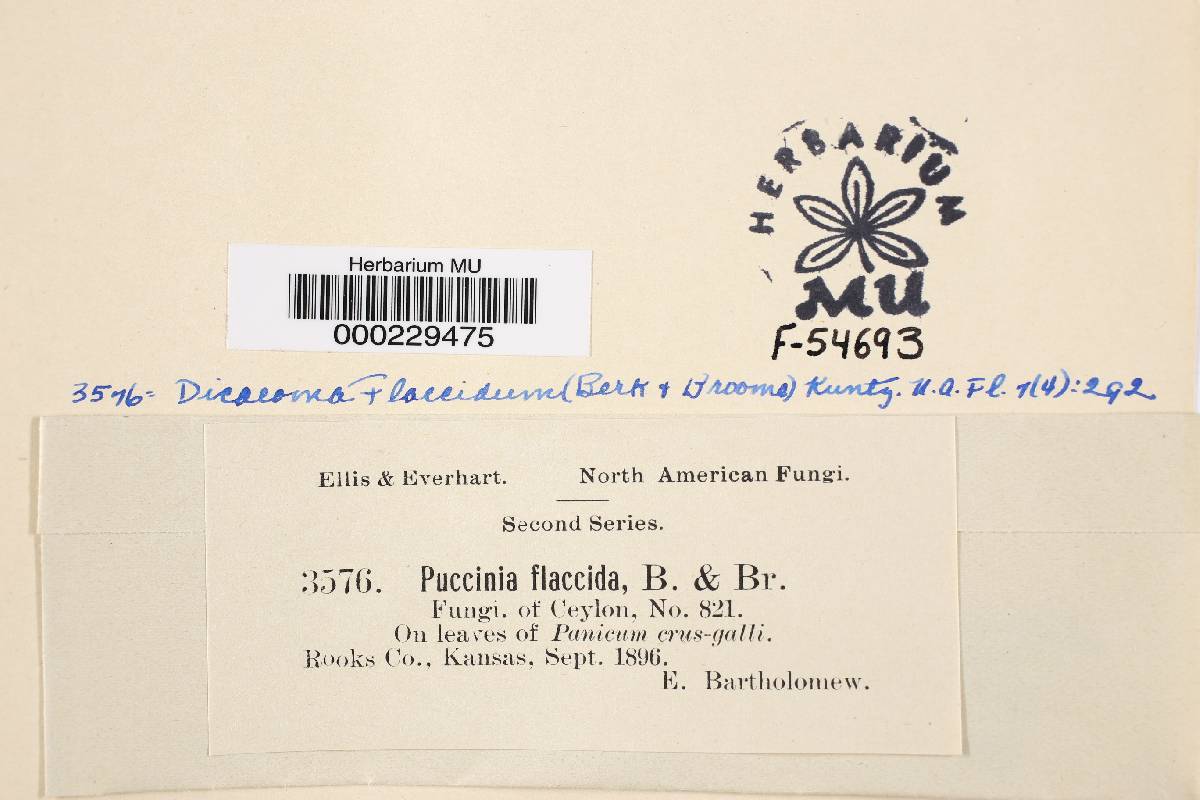 HERBARIUM
MU
F-54693
Herbarium MU
000229475
3576= Dicaeoma Flaccidum (Berk & Broome) Kuntz. N.A. Fl. 7(4):292
Ellis & Everhart. North American Fungi.
Second Series.
3576. Puccinia flaccida, B. & Br.
Fungi. of Ceylon, No. 821.
On leaves of Panicum crus-galli.
Rooks Co., Kansas, Sept. 1896.
E. Bartholomew.